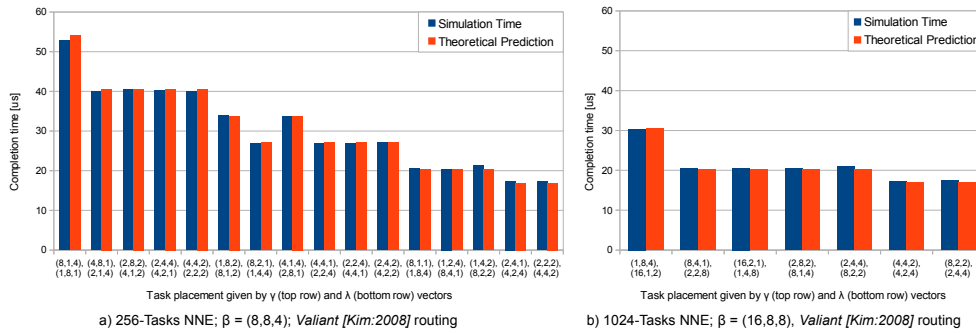 60
50
40
30
20
10
0
Completion time [us]
Simulation Time
Theoretical Prediction
(8,1,4), (4,8,1), (2,8,2), (2,4,4), (4,4,2), (1,8,4), (8,2,1), (4,1,4), (4,4,1), (2,2,4), (2,4,2), (8,1,1), (1,2,4), (1,4,2), (2,4,1), (2,2,2),
(1,8,1) (2,1,4) (4,1,2) (4,2,1) (2,2,2) (8,1,2) (1,4,4) (2,8,1) (2,2,4) (4,4,1) (4,2,2) (1,8,4) (8,4,1) (8,2,2) (4,2,4) (4,4,2)
Task placement given by γ (top row) and λ (bottom row) vectors
a) 256-Tasks NNE; β = (8,8,4); Valiant [Kim:2008] routing
60
50
40
30
20
10
0
Completion time [us]
Simulation Time
Theoretical Prediction
(1,8,4), (8,4,1), (16,2,1), (2,8,2), (2,4,4), (4,4,2), (8,2,2),
(16,1,2) (2,2,8) (1,4,8) (8,1,4) (8,2,2) (4,2,4) (2,4,4)
Task placement given by γ (top row) and λ (bottom row) vectors
b) 1024-Tasks NNE; β = (16,8,8), Valiant [Kim:2008] routing